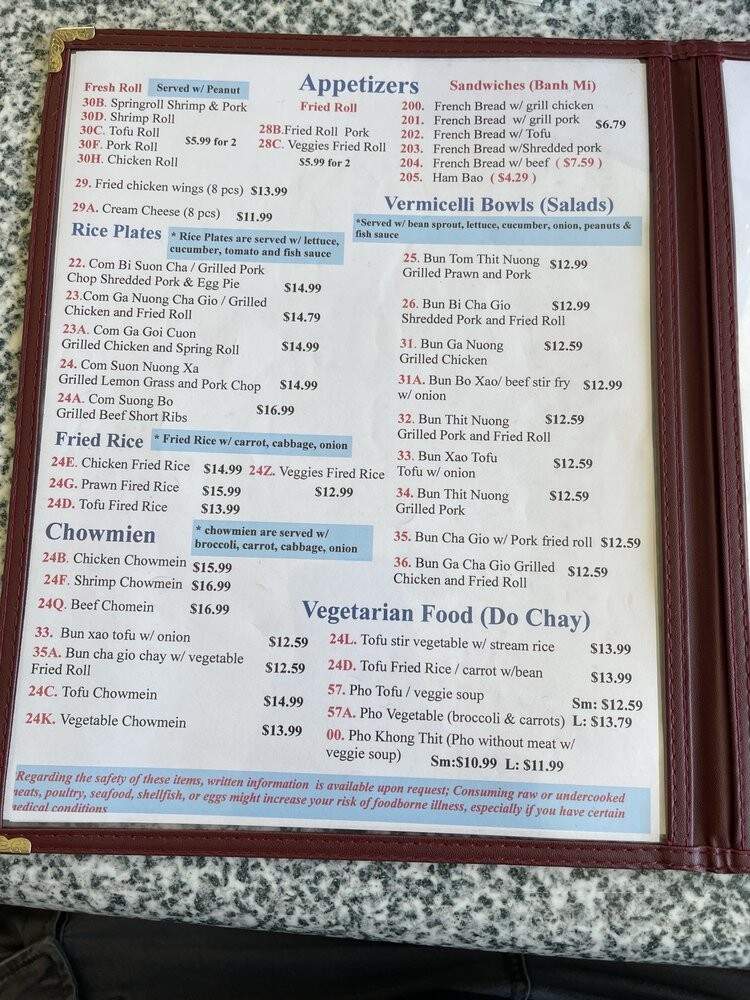 Appetizers
Fresh Roll Served w/ Peanut
30B. Springroll Shrimp & Pork
30D. Shrimp Roll
30C. Tofu Roll
30F. Pork Roll
30H. Chicken Roll
$5.99 for 2
Fried Roll
28B.Fried Roll Pork
28C. Veggies Fried Roll
$5.99 for 2
29. Fried chicken wings (8 pcs) $13.99
29A. Cream Cheese (8 pcs) $11.99
Sandwiches (Banh Mi)
200. French Bread w/ grill chicken
201. French Bread w/ grill pork $6.79
202. French Bread w/ Tofu
203. French Bread w/Shredded pork
204. French Bread w/ beef ( $7.59 )
205. Ham Bao ( $4.29 )
Rice Plates
* Rice Plates are served w/ lettuce,
cucumber, tomato and fish sauce
22. Com Bi Suon Cha / Grilled Pork
Chop Shredded Pork & Egg Pie $14.99
23.Com Ga Nuong Cha Gio / Grilled
Chicken and Fried Roll $14.79
23A. Com Ga Goi Cuon
Grilled Chicken and Spring Roll $14.99
24. Com Suon Nuong Xa
Grilled Lemon Grass and Pork Chop $14.99
24A. Com Suong Bo
Grilled Beef Short Ribs $16.99
Fried Rice * Fried Rice w/ carrot, cabbage, onion
24E. Chicken Fried Rice $14.99
24G. Prawn Fired Rice $15.99
24D. Tofu Fired Rice $13.99
24Z. Veggies Fired Rice
$12.99
Chowmien
* chowmien are served w/
broccoli, carrot, cabbage, onion
24B. Chicken Chowmein $15.99
24F. Shrimp Chowmein $16.99
24Q. Beef Chomein $16.99
33. Bun xao tofu w/ onion $12.59
35A. Bun cha gio chay w/ vegetable
Fried Roll $12.59
24C. Tofu Chowmein $14.99
24K. Vegetable Chowmein $13.99
Vermicelli Bowls (Salads)
*Served w/ bean sprout, lettuce, cucumber, onion, peanuts &
fish sauce
25. Bun Tom Thit Nuong $12.99
Grilled Prawn and Pork
26. Bun Bi Cha Gio $12.99
Shredded Pork and Fried Roll
31. Bun Ga Nuong $12.59
Grilled Chicken
31A. Bun Bo Xao/ beef stir fry $12.99
w/ onion
32. Bun Thit Nuong $12.59
Grilled Pork and Fried Roll
33. Bun Xao Tofu $12.59
Tofu w/ onion
34. Bun Thit Nuong $12.59
Grilled Pork
35. Bun Cha Gio w/ Pork fried roll $12.59
36. Bun Ga Cha Gio Grilled $12.59
Chicken and Fried Roll
Vegetarian Food (Do Chay)
24L. Tofu stir vegetable w/ stream rice $13.99
24D. Tofu Fried Rice / carrot w/bean $13.99
57. Pho Tofu / veggie soup Sm: $12.59
57A. Pho Vegetable (broccoli & carrots) L: $13.79
00. Pho Khong Thit (Pho without meat w/
veggie soup) Sm:$10.99 L: $11.99
Regarding the safety of these items, written information is available upon request; Consuming raw or undercooked
meats, poultry, seafood, shellfish, or eggs might increase your risk of foodborne illness, especially if you have certain
medical conditions